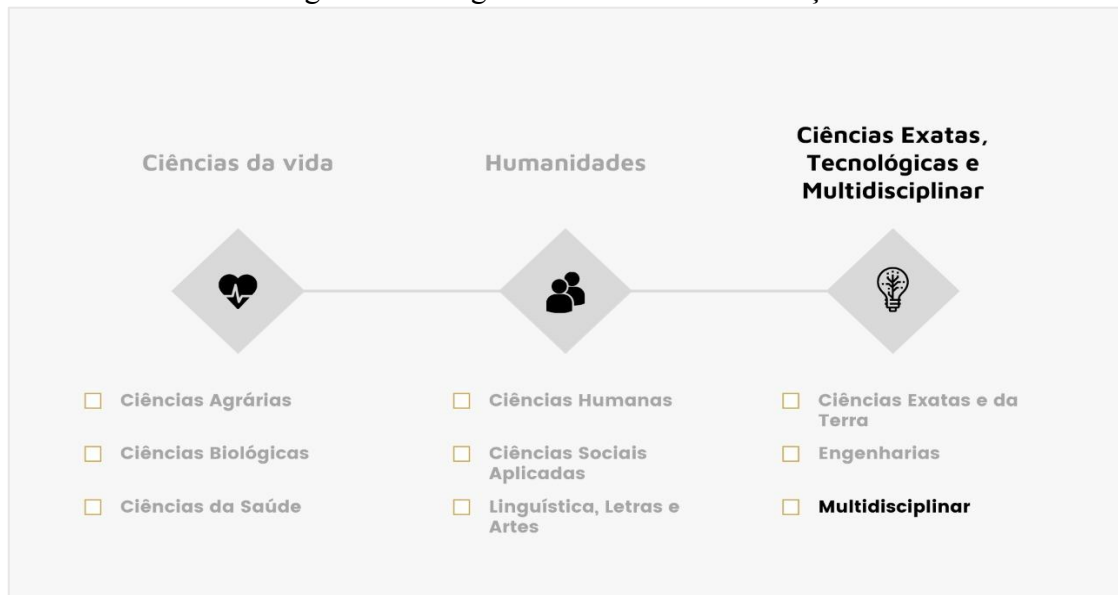 Ciências da vida
Humanidades
Ciências Exatas,
Tecnológicas e
Multidisciplinar
Ciências Agrárias
Ciências Biológicas
Ciências da Saúde
Ciências Humanas
Ciências Sociais
Aplicadas
Linguística, Letras e
Artes
Ciências Exatas e da
Terra
Engenharias
Multidisciplinar